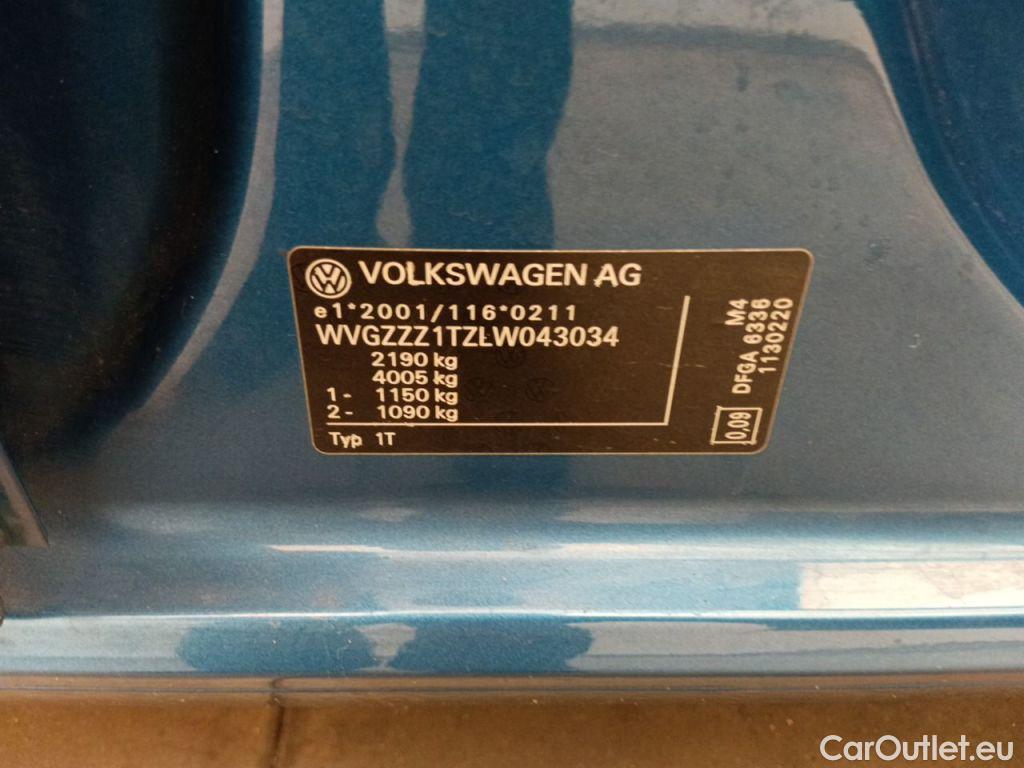 VOLKSWAGEN AG
e1*2001/116*0211
WVGZZZ1TZLW043034
2190 kg
4005 kg
1- 1150 kg
2- 1090 kg
Typ 1T
M4
DFGA 6336
1130220
0,09
CarOutlet.eu